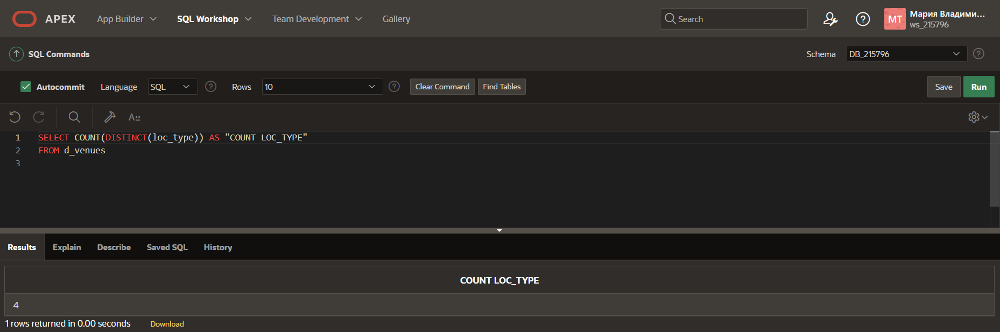 APEX App Builder SQL Workshop Team Development Gallery Search MT Мария Владими...
ws_215796
SQL Commands Schema DB_215796
Autocommit Language SQL Rows 10 Clear Command Find Tables Save Run
A::
1 SELECT COUNT(DISTINCT(loc_type)) AS "COUNT LOC_TYPE"
2 FROM d_venues
3
Results Explain Describe Saved SQL History
COUNT LOC_TYPE
4
1 rows returned in 0.00 seconds Download